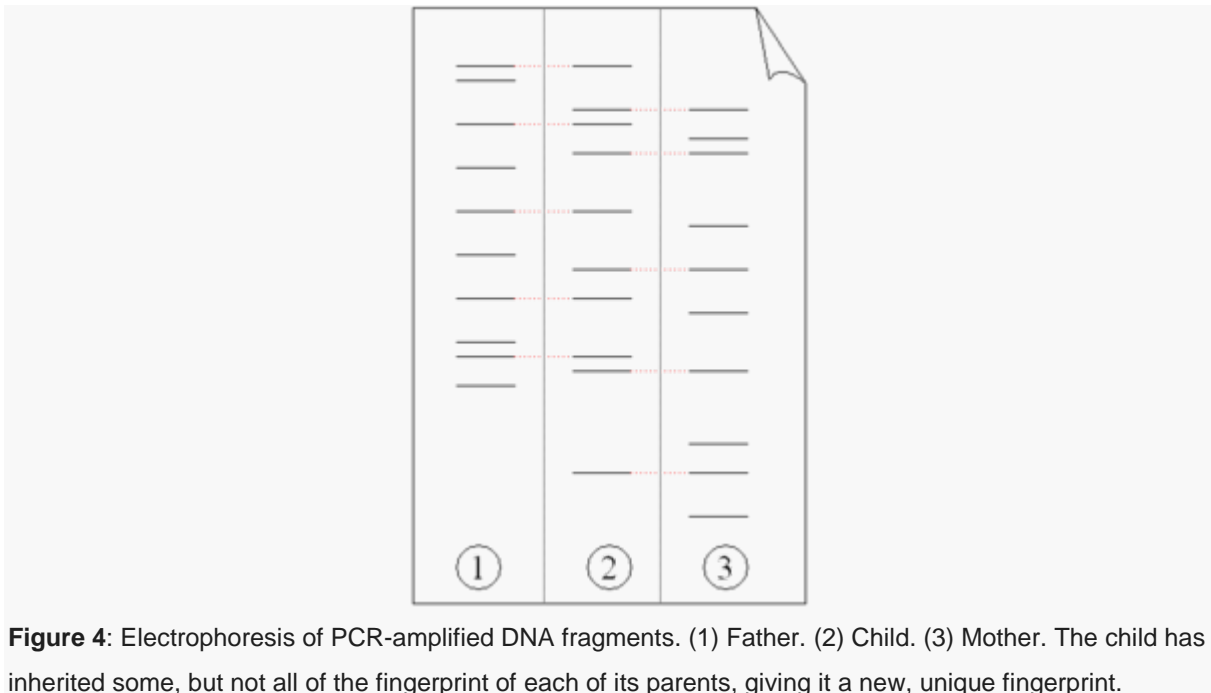 1 2 3
Figure 4: Electrophoresis of PCR-amplified DNA fragments. (1) Father. (2) Child. (3) Mother. The child has
inherited some, but not all of the fingerprint of each of its parents, giving it a new, unique fingerprint.